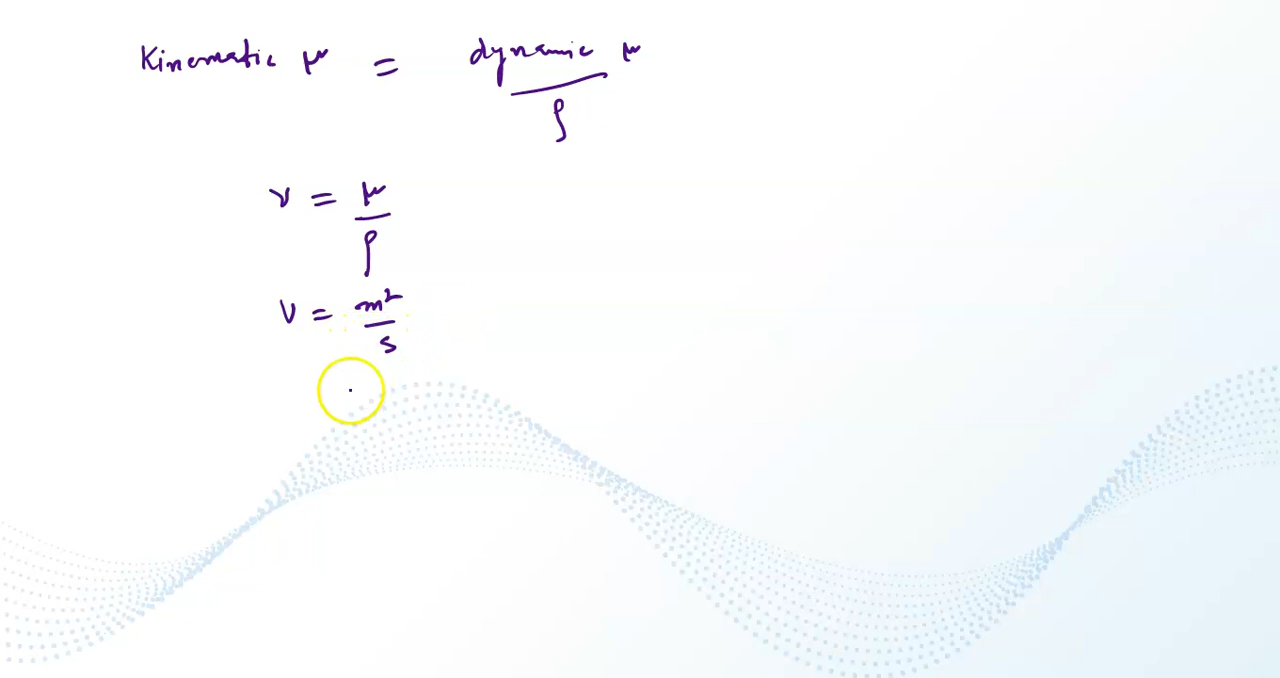 Kinematic μ = dynamic μ / ρ
ν = μ / ρ
ν = m² / s